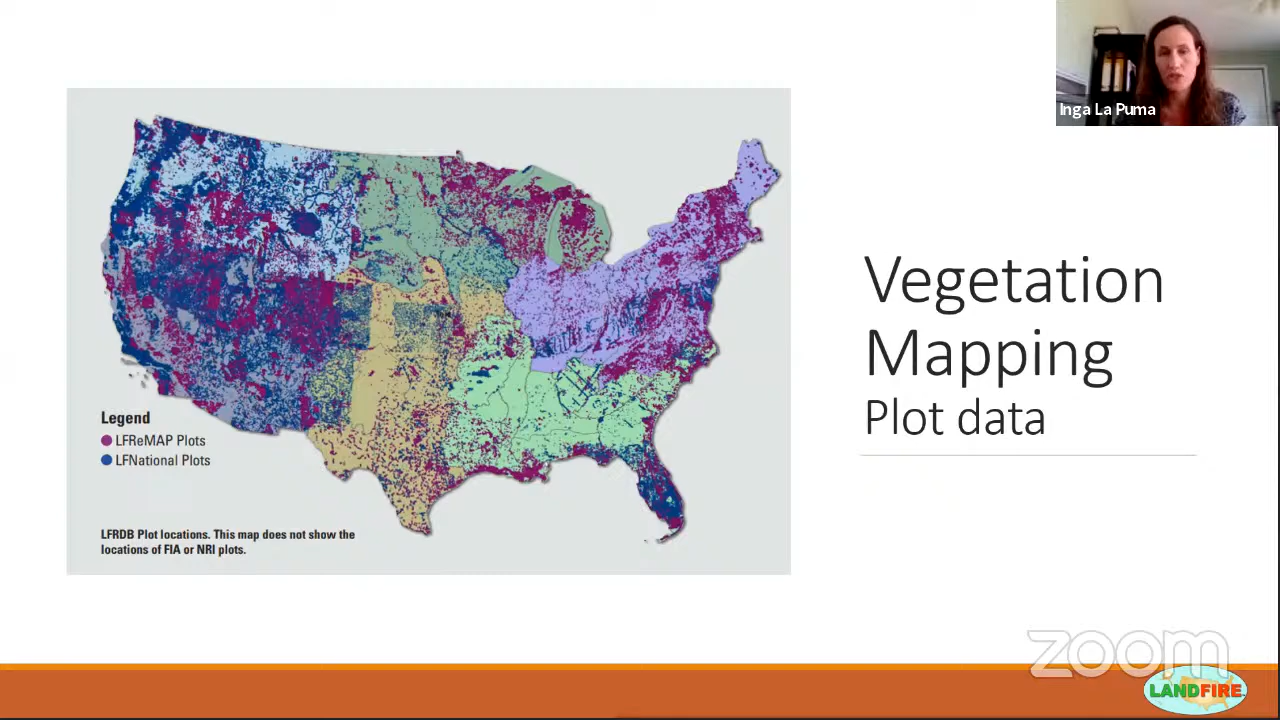 Inga La Puma
Vegetation
Mapping
Plot data
Legend
LFReMAP Plots
LFNational Plots
LFRDB Plot locations. This map does not show the
locations of FIA or NRI plots.
zoom
LANDFIRE